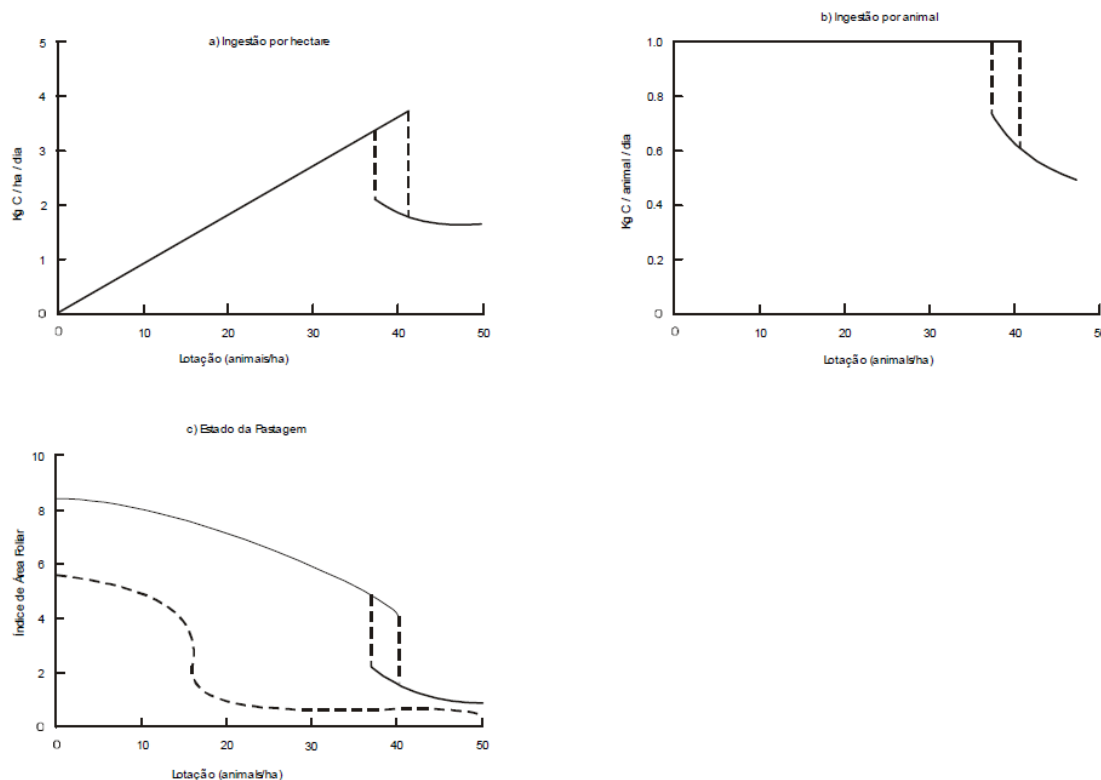 a) Ingestão por hectare
5
4
3
2
1
0
Kg C / ha / dia
0 10 20 30 40 50
Lotação (animais/ha)
b) Ingestão por animal
1.0
0.8
0.6
0.4
0.2
0
Kg C / animal / dia
0 10 20 30 40 50
Lotação (animais/ha)
c) Estado da Pastagem
10
8
6
4
2
0
Índice de Área Foliar
0 10 20 30 40 50
Lotação (animais/ha)